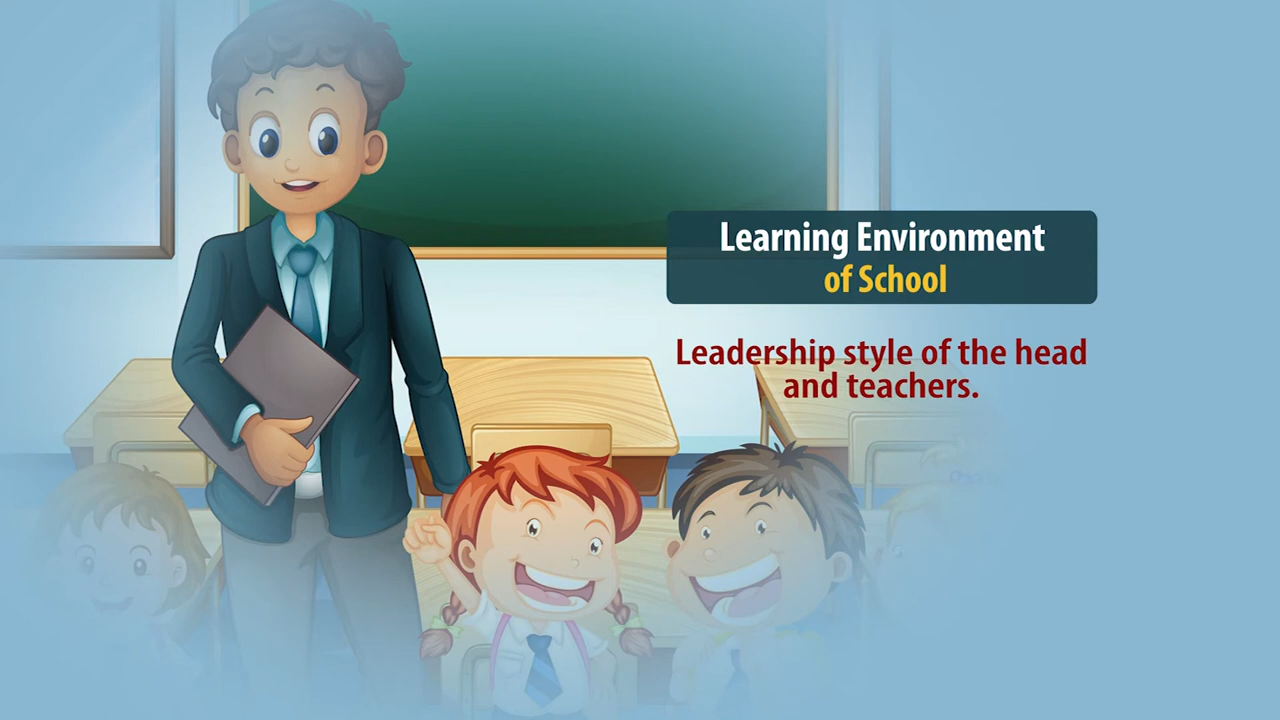 Learning Environment
of School
Leadership style of the head
and teachers.